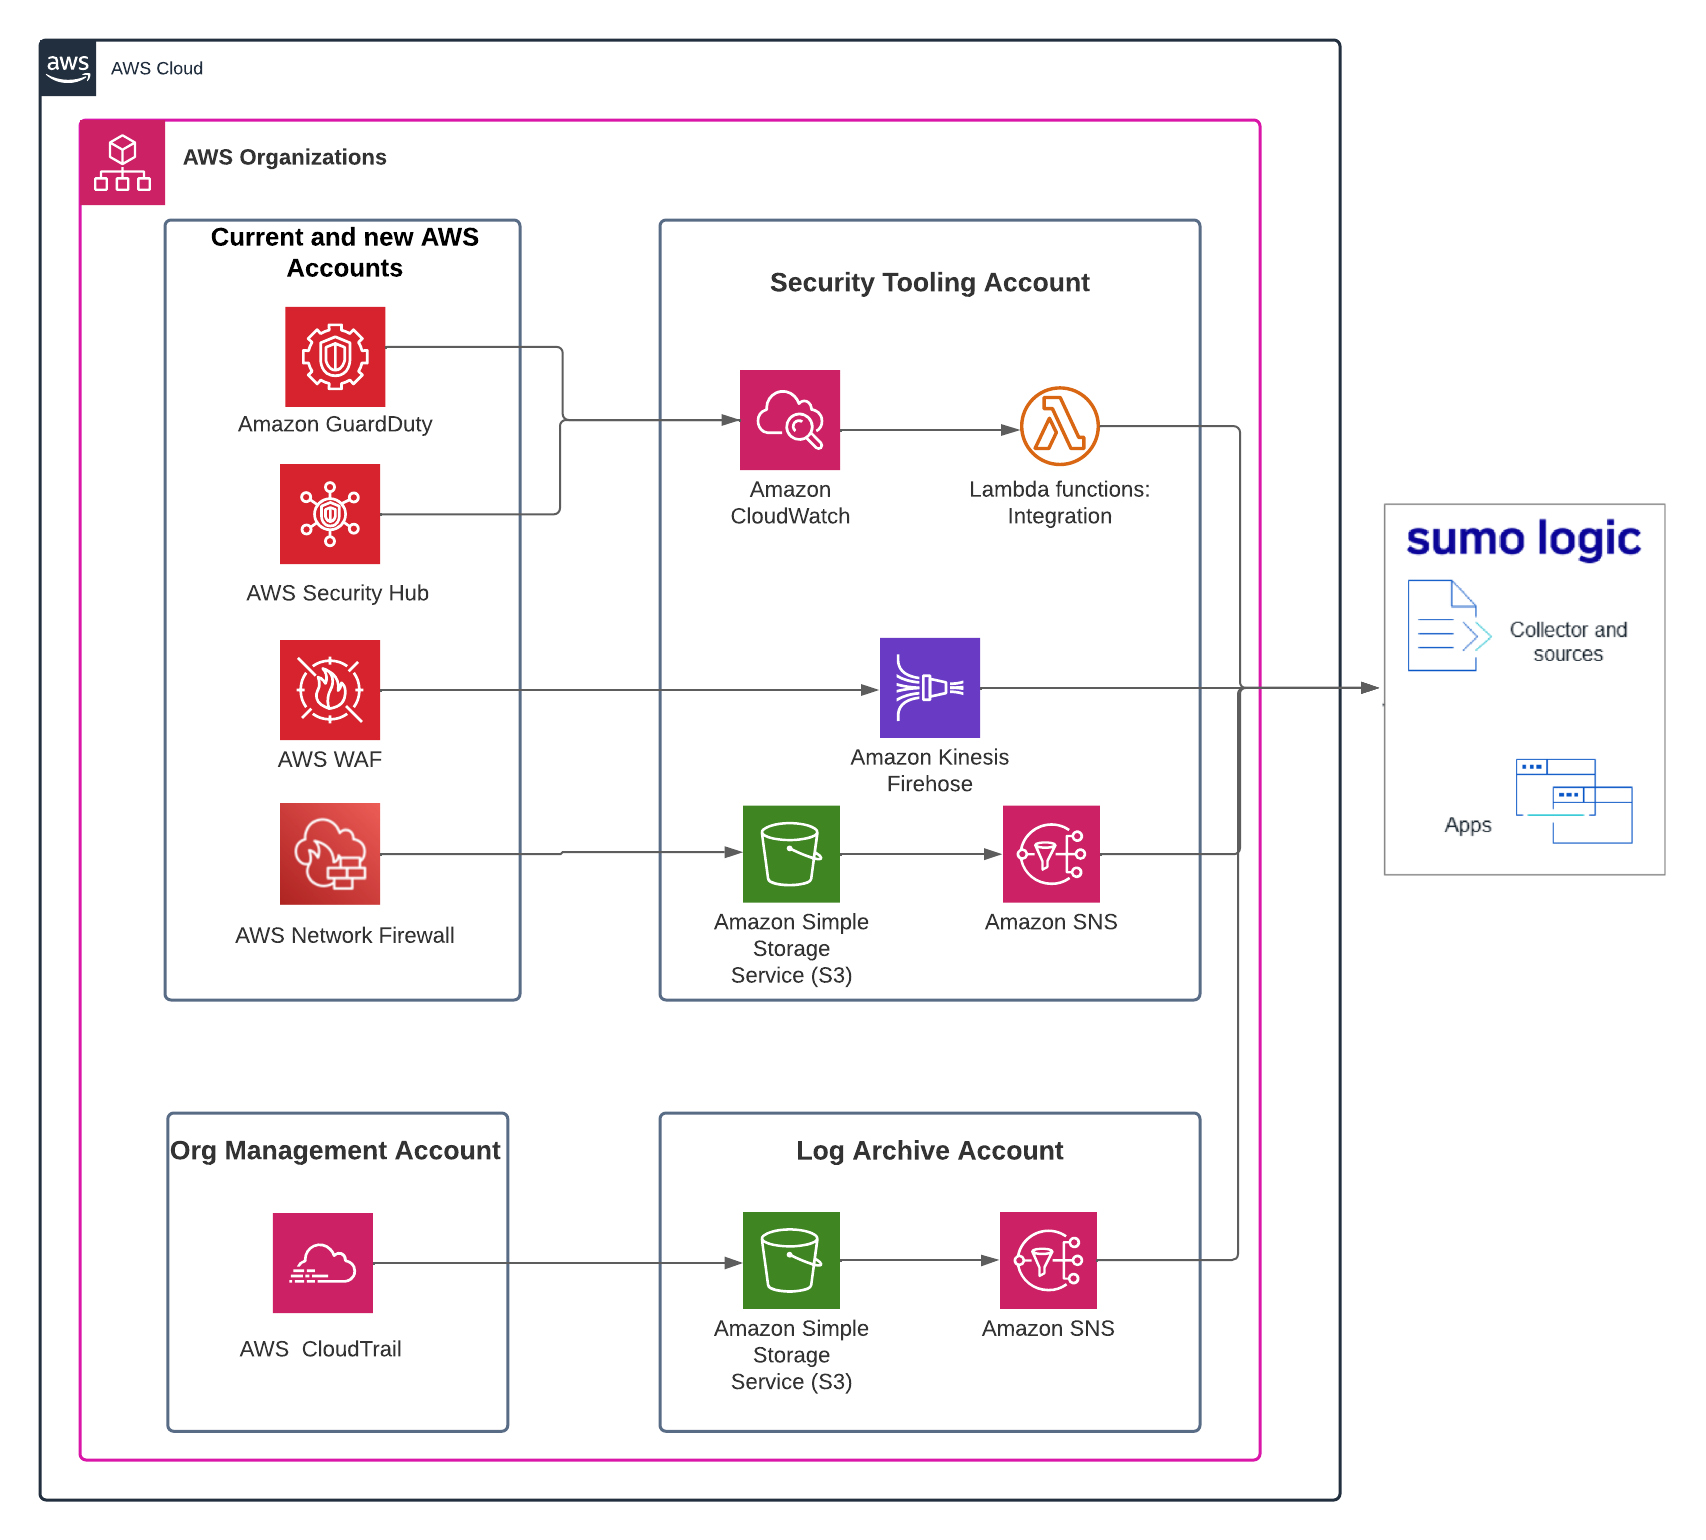 aws
AWS Cloud
AWS Organizations
Current and new AWS
Accounts
Amazon GuardDuty
AWS Security Hub
AWS WAF
AWS Network Firewall
Security Tooling Account
Amazon
CloudWatch
Lambda functions:
Integration
Amazon Kinesis
Firehose
Amazon Simple
Storage
Service (S3)
Amazon SNS
Org Management Account
AWS  CloudTrail
Log Archive Account
Amazon Simple
Storage
Service (S3)
Amazon SNS
sumo logic
Collector and
sources
Apps